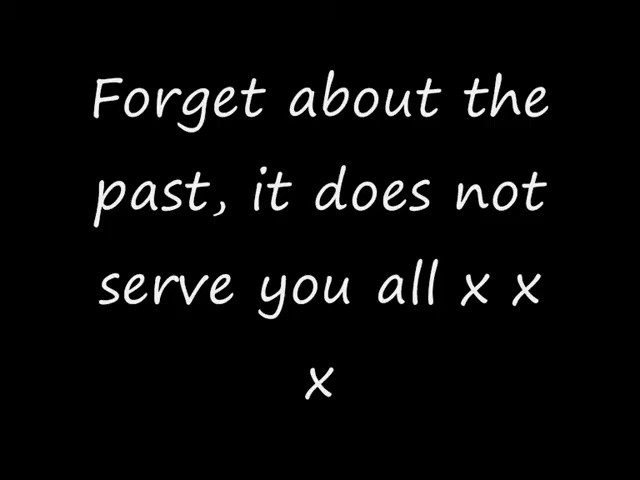 Forget about the
past, it does not
serve you all x x
x